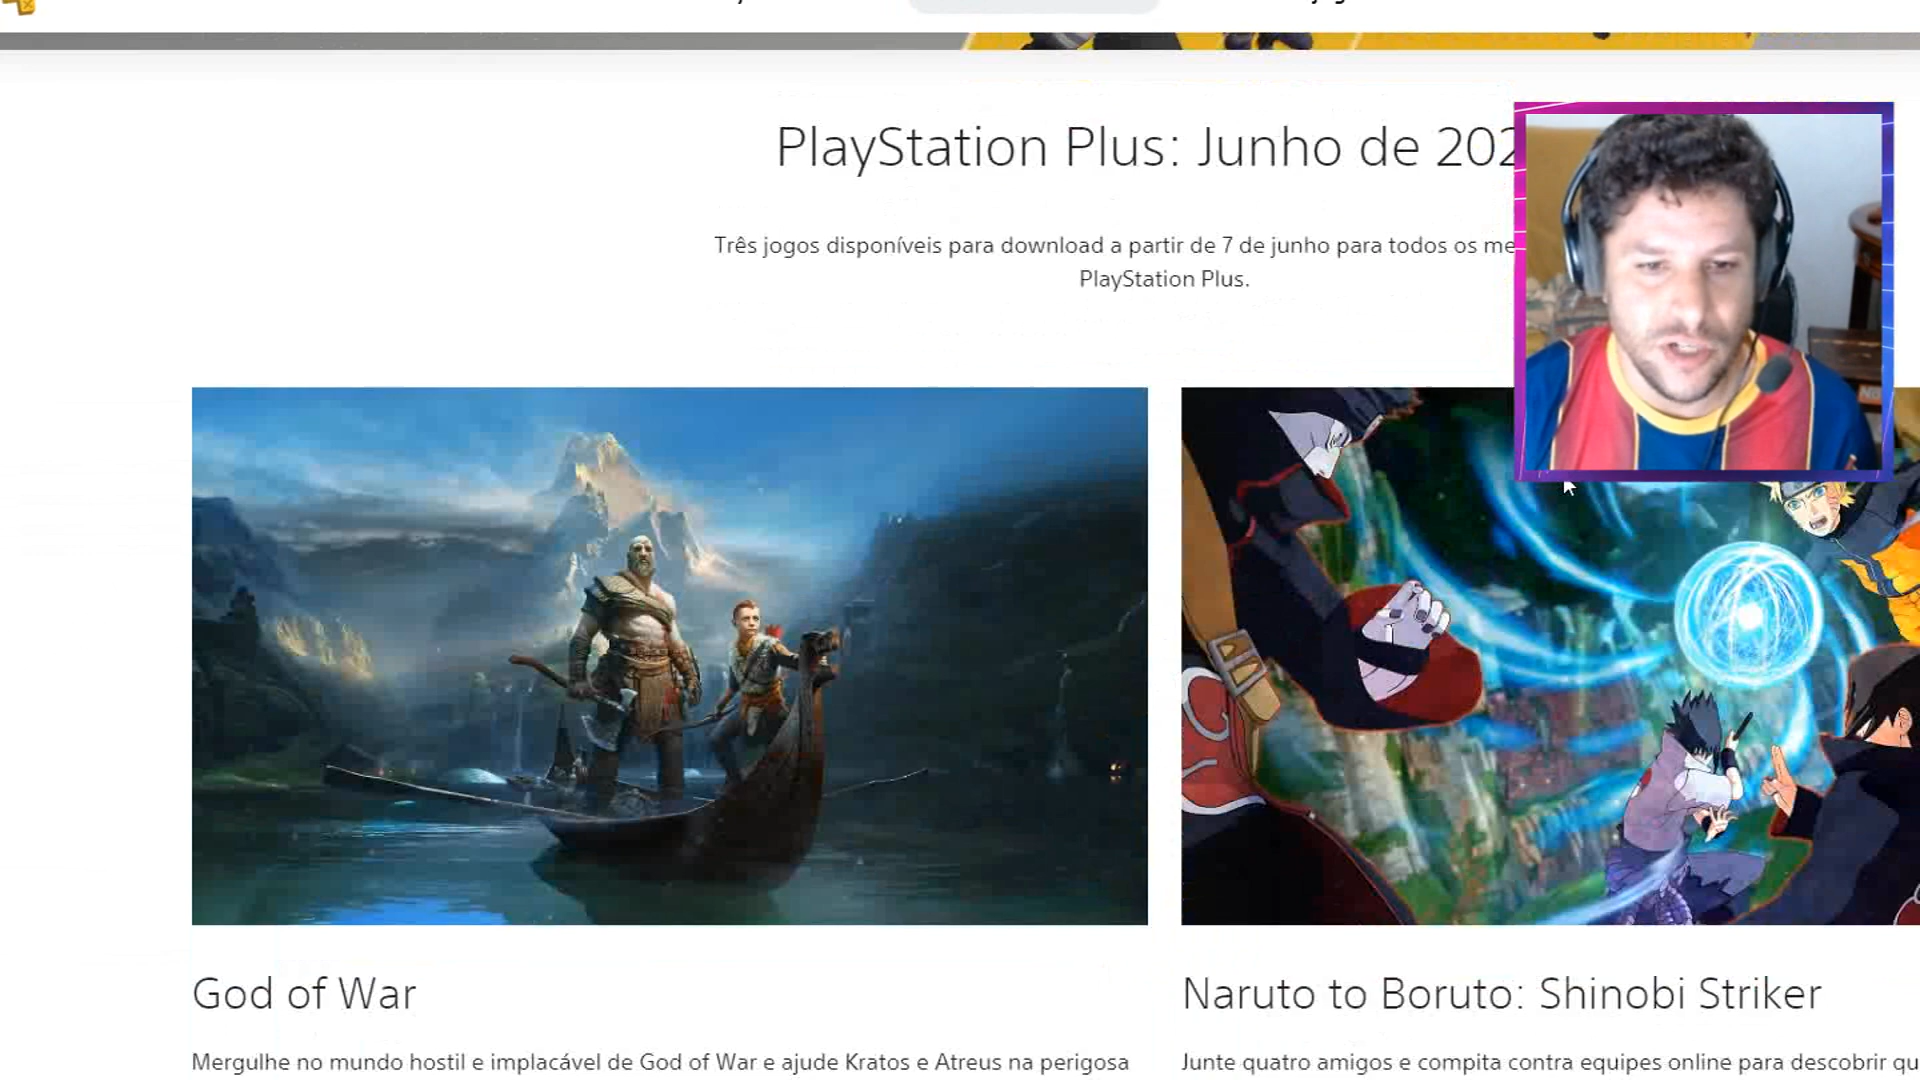 PlayStation Plus: Junho de 202
Três jogos disponíveis para download a partir de 7 de junho para todos os me
PlayStation Plus.
God of War
Naruto to Boruto: Shinobi Striker
Mergulhe no mundo hostil e implacável de God of War e ajude Kratos e Atreus na perigosa
Junte quatro amigos e compita contra equipes online para descobrir qu